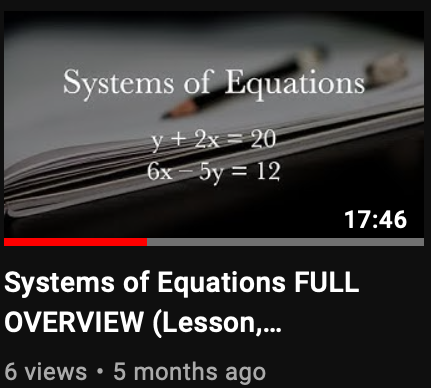 Systems of Equations
y + 2x = 20
6x – 5y = 12
17:46
Systems of Equations FULL
OVERVIEW (Lesson,...
6 views • 5 months ago